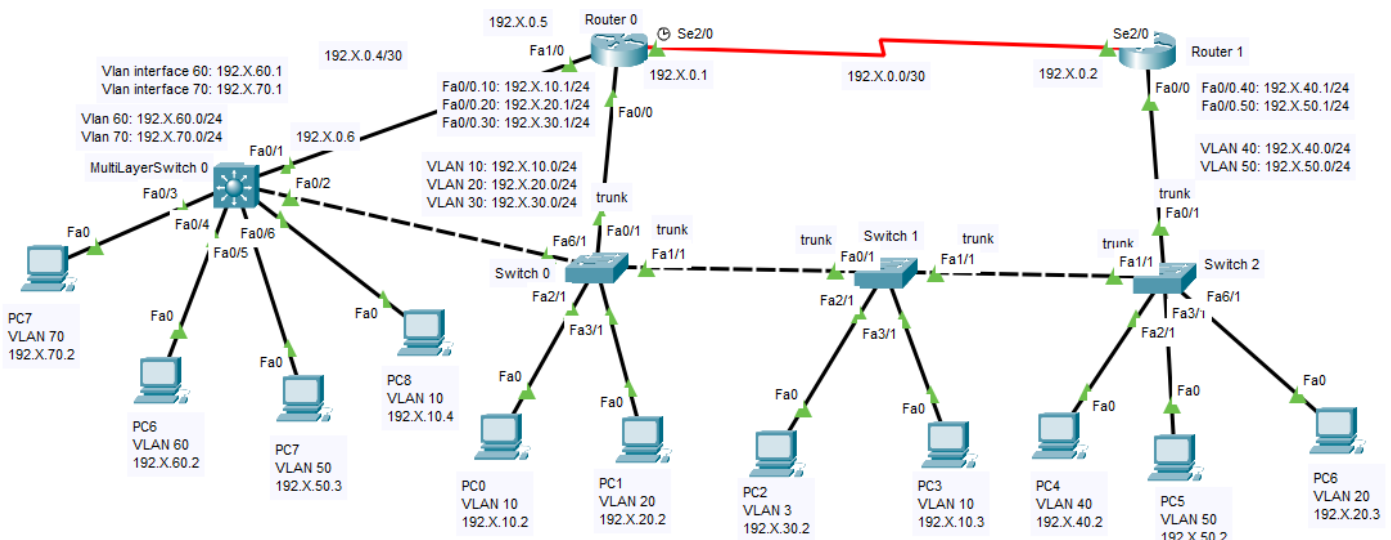 192.X.0.5
Router 0
Se2/0
Se2/0
Router 1
Fa1/0
192.X.0.4/30
192.X.0.1
192.X.0.0/30
192.X.0.2
Vlan interface 60: 192.X.60.1
Vlan interface 70: 192.X.70.1
Fa0/0.10: 192.X.10.1/24
Fa0/0.20: 192.X.20.1/24
Fa0/0.30: 192.X.30.1/24
Fa0/0
Fa0/0
Fa0/0.40: 192.X.40.1/24
Fa0/0.50: 192.X.50.1/24
Vlan 60: 192.X.60.0/24
Vlan 70: 192.X.70.0/24
192.X.0.6
Fa0/1
MultiLayerSwitch 0
VLAN 10: 192.X.10.0/24
VLAN 20: 192.X.20.0/24
VLAN 30: 192.X.30.0/24
VLAN 40: 192.X.40.0/24
VLAN 50: 192.X.50.0/24
Fa0/3
Fa0/2
Fa0/4
Fa0/6
Fa0/5
trunk
Fa0/1
trunk
Fa6/1
Fa1/1
Switch 0
trunk
Fa0/1
Switch 1
trunk
Fa1/1
trunk
Fa0/1
trunk
Fa1/1
Switch 2
Fa0
Fa2/1
Fa3/1
Fa2/1
Fa3/1
Fa2/1
Fa3/1
Fa6/1
PC7
VLAN 70
192.X.70.2
Fa0
Fa0
Fa0
PC8
VLAN 10
192.X.10.4
PC6
VLAN 60
192.X.60.2
PC7
VLAN 50
192.X.50.3
Fa0
Fa0
Fa0
Fa0
Fa0
Fa0
Fa0
PC0
VLAN 10
192.X.10.2
PC1
VLAN 20
192.X.20.2
PC2
VLAN 3
192.X.30.2
PC3
VLAN 10
192.X.10.3
PC4
VLAN 40
192.X.40.2
PC5
VLAN 50
192.X.50.2
PC6
VLAN 20
192.X.20.3